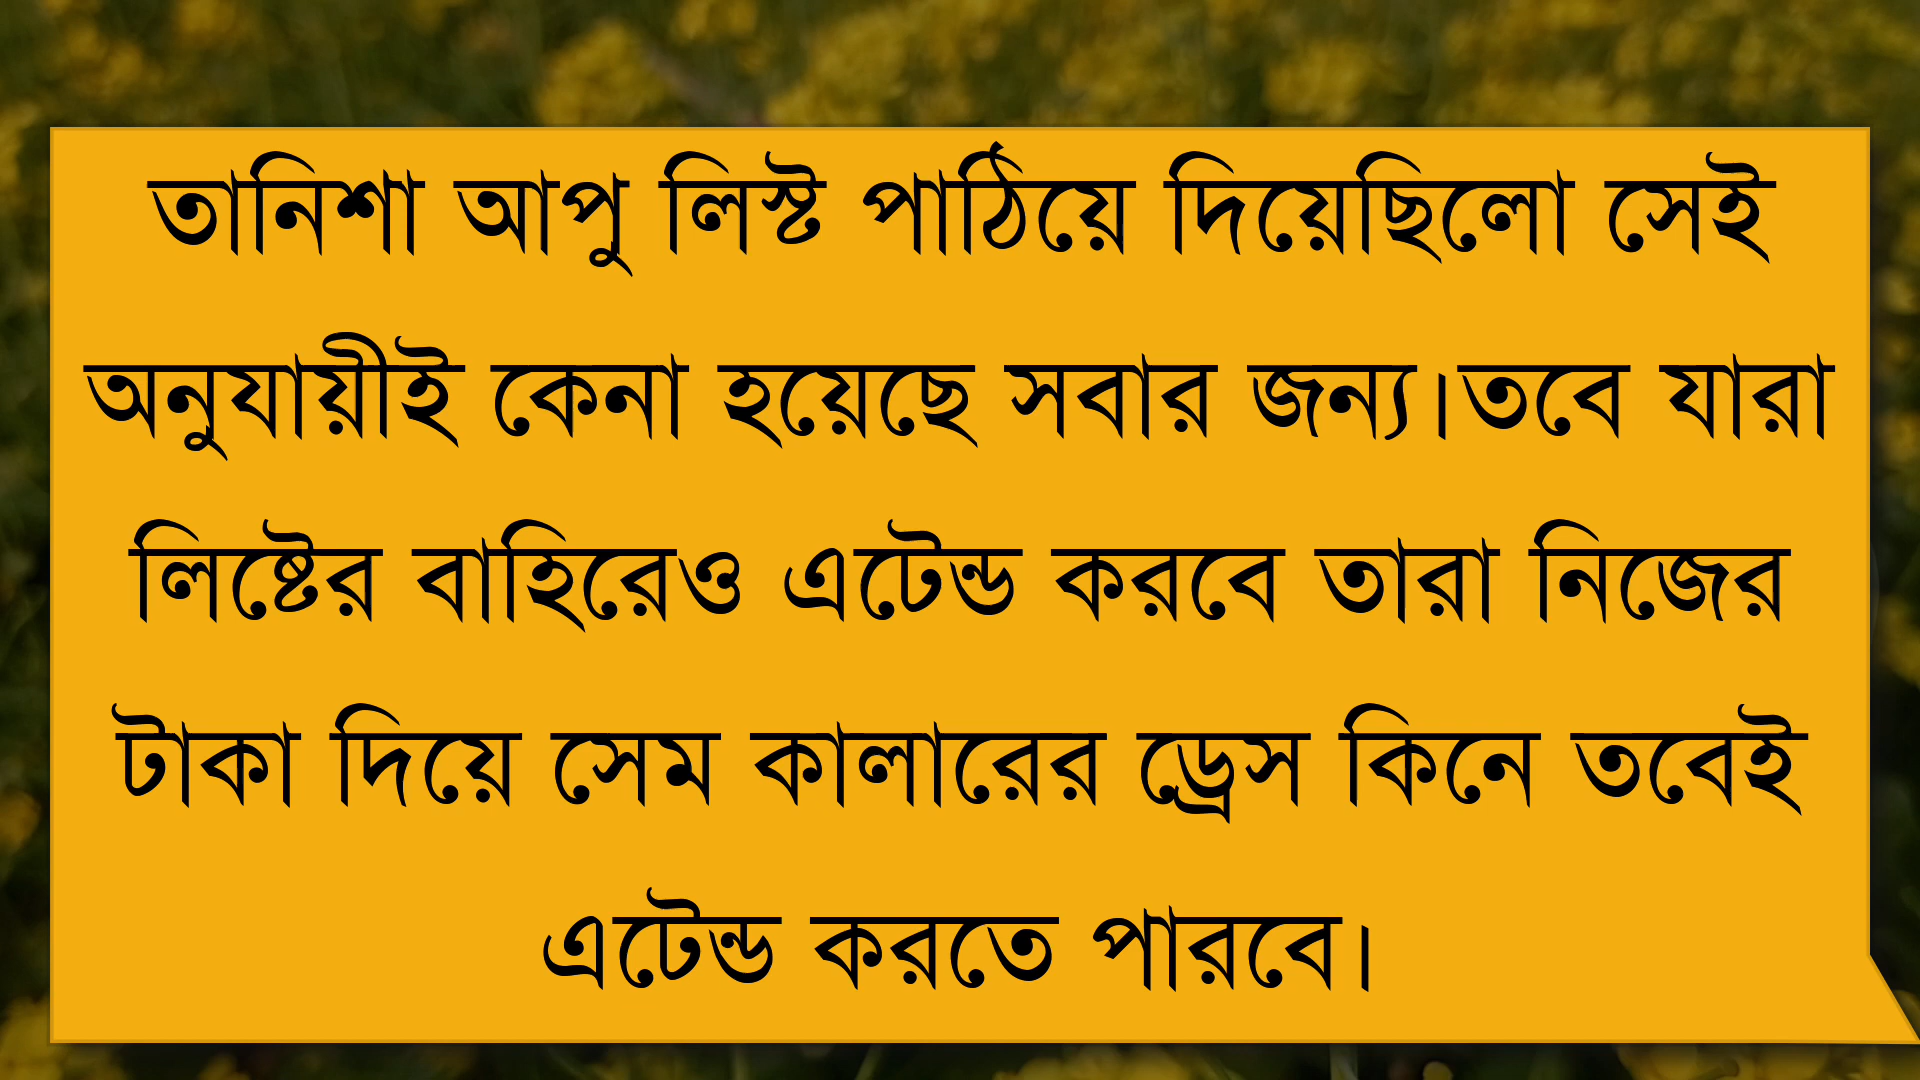 তানিশা আপু লিস্ট পাঠিয়ে দিয়েছিলো সেই
অনুযায়ীই কেনা হয়েছে সবার জন্য।তবে যারা
লিষ্টের বাহিরেও এটেন্ড করবে তারা নিজের
টাকা দিয়ে সেম কালারের ড্রেস কিনে তবেই
এটেন্ড করতে পারবে।